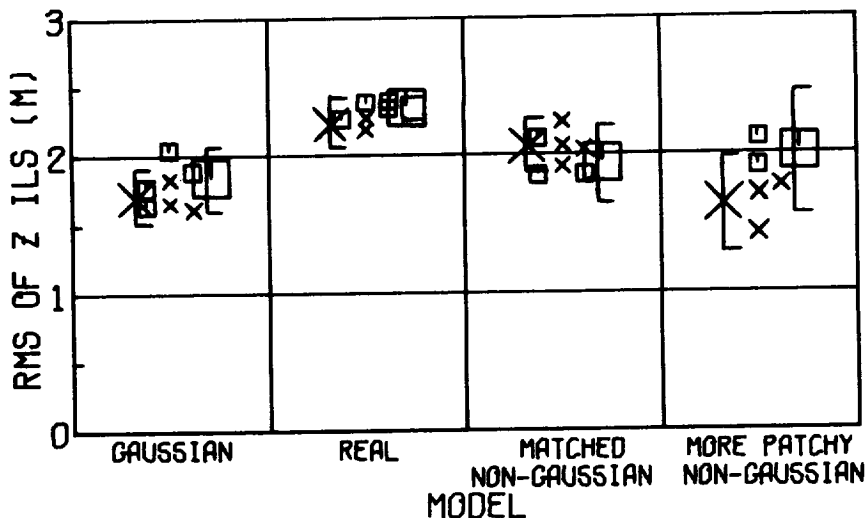 3
2
1
0
RMS OF Z ILS (M)
GAUSSIAN
REAL
MATCHED
NON-GAUSSIAN
MORE PATCHY
NON-GAUSSIAN
MODEL